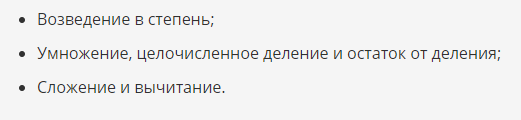 Возведение в степень;
Умножение, целочисленное деление и остаток от деления;
Сложение и вычитание.